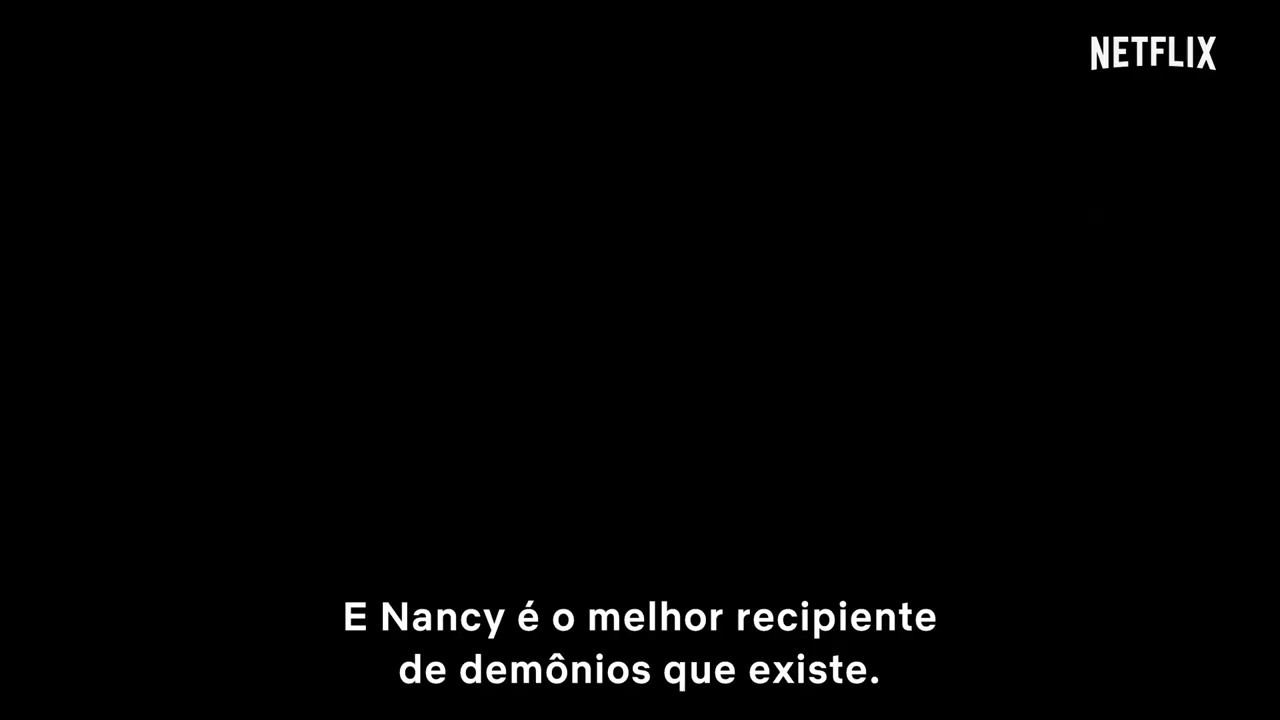 NETFLIX
E Nancy é o melhor recipiente
de demônios que existe.